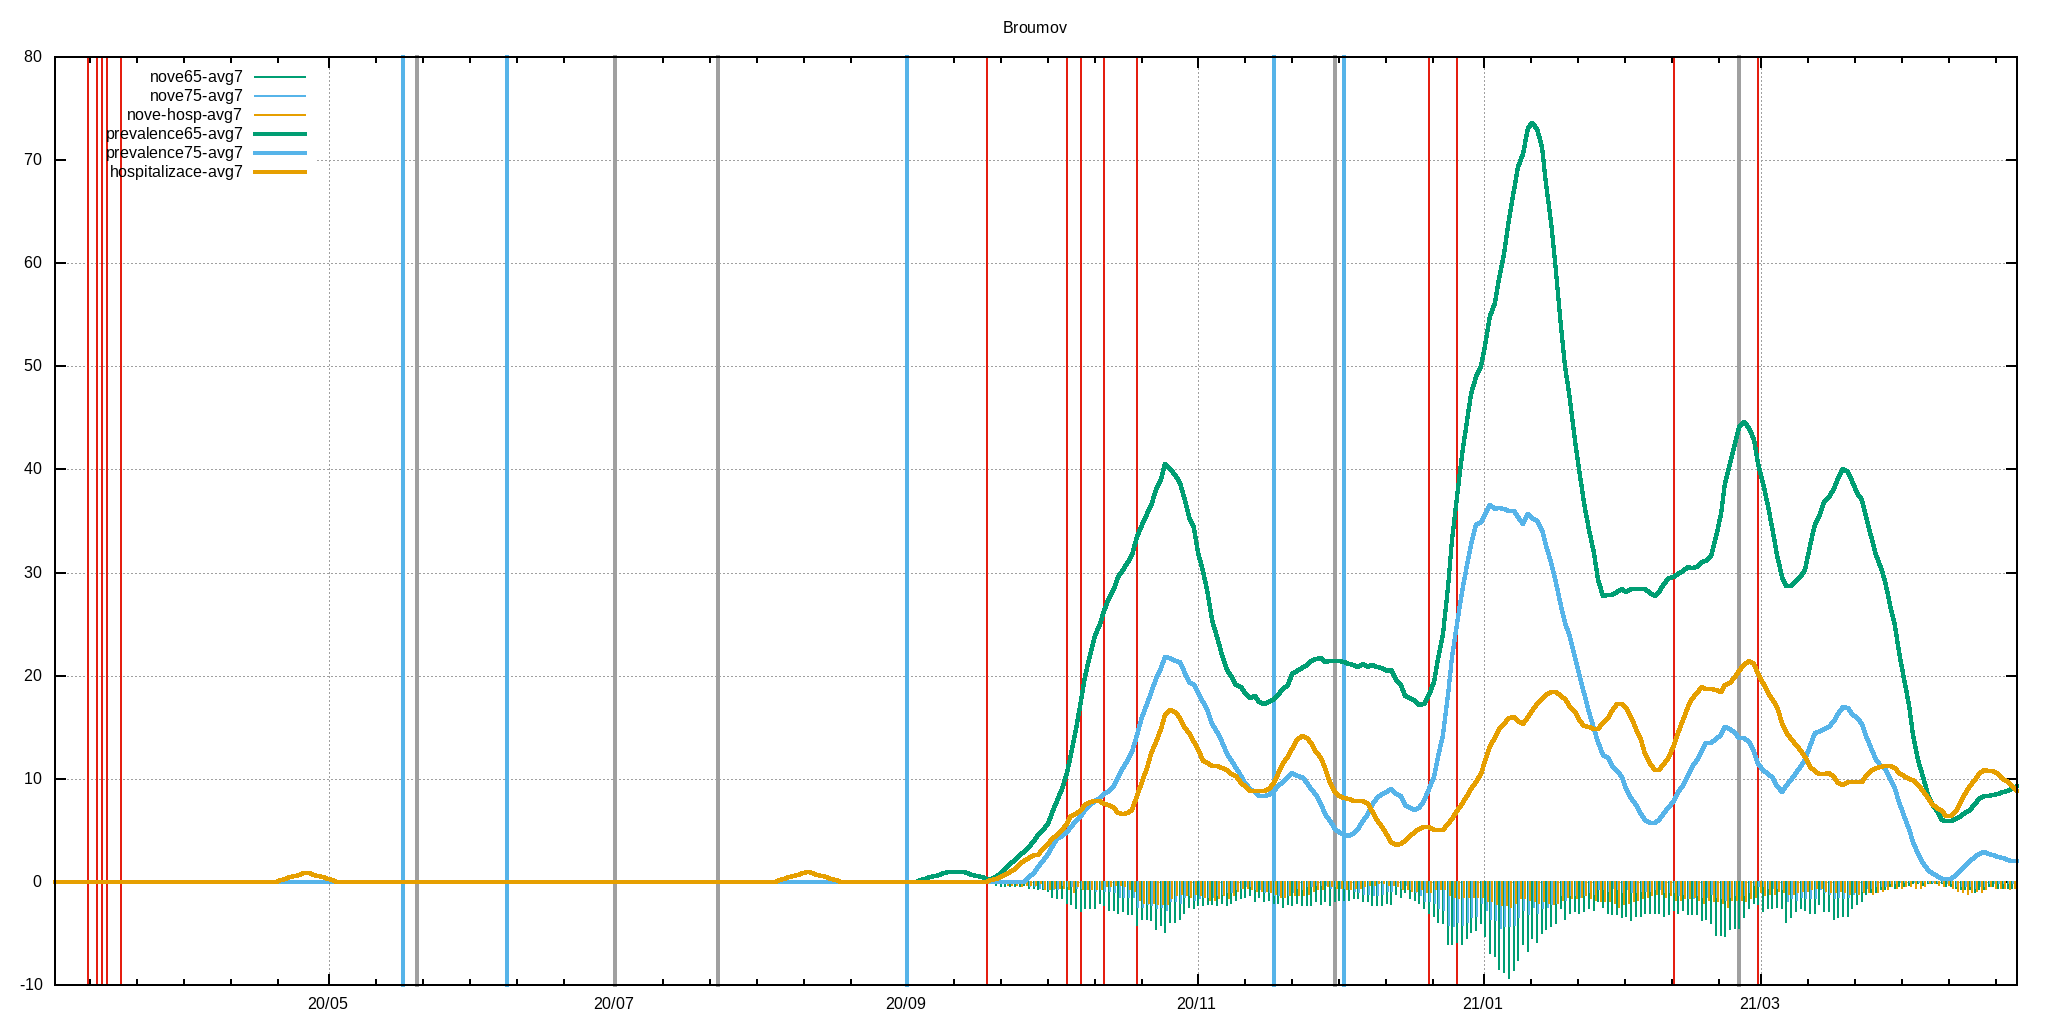 Broumov
80
70
60
50
40
30
20
10
0
-10
nove65-avg7
nove75-avg7
nove-hosp-avg7
prevalence65-avg7
prevalence75-avg7
hospitalizace-avg7
20/05 20/07 20/09 20/11 21/01 21/03